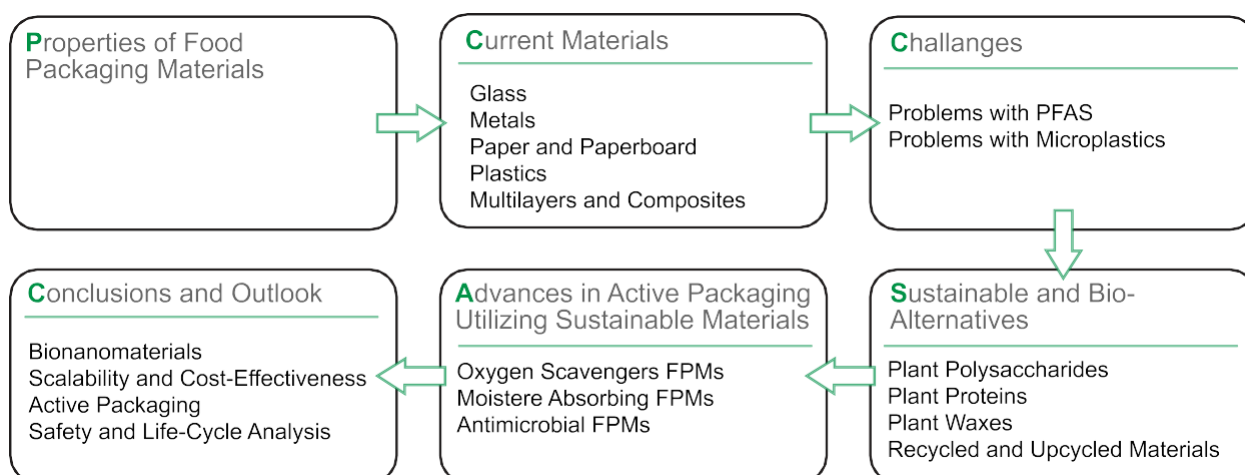 Properties of Food
Packaging Materials
Current Materials
Glass
Metals
Paper and Paperboard
Plastics
Multilayers and Composites
Challanges
Problems with PFAS
Problems with Microplastics
Sustainable and Bio-
Alternatives
Plant Polysaccharides
Plant Proteins
Plant Waxes
Recycled and Upcycled Materials
Advances in Active Packaging
Utilizing Sustainable Materials
Oxygen Scavengers FPMs
Moistere Absorbing FPMs
Antimicrobial FPMs
Conclusions and Outlook
Bionanomaterials
Scalability and Cost-Effectiveness
Active Packaging
Safety and Life-Cycle Analysis